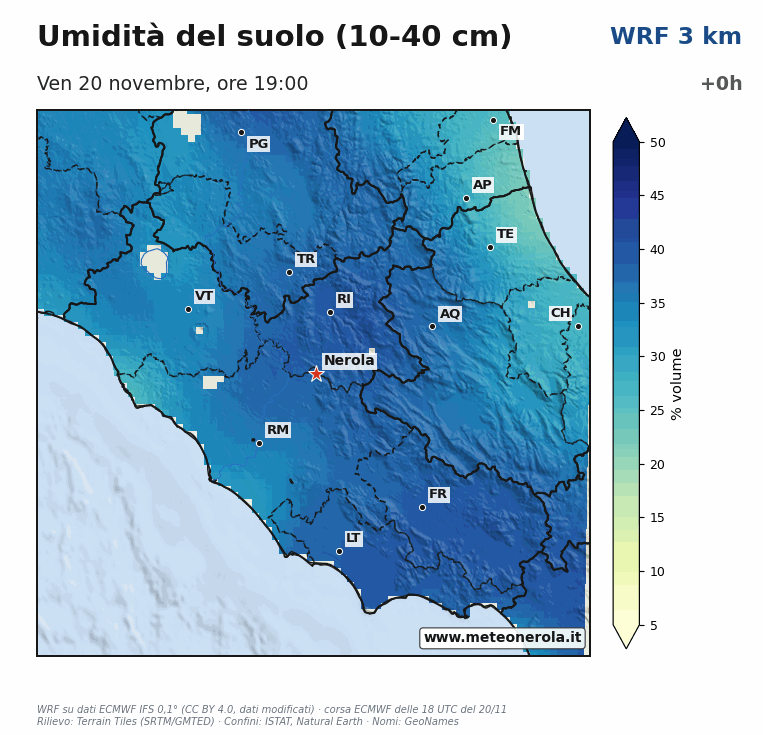 Umidità del suolo (10-40 cm)
WRF 3 km
Ven 20 novembre, ore 19:00
+0h
FM
PG
AP
TE
TR
VT
RI
AQ
CH
Nerola
RM
FR
LT
www.meteonerola.it
50
45
40
35
30
25
20
15
10
5
% volume
WRF su dati ECMWF IFS 0,1° (CC BY 4.0, dati modificati) · corsa ECMWF delle 18 UTC del 20/11
Rilievo: Terrain Tiles (SRTM/GMTED) · Confini: ISTAT, Natural Earth · Nomi: GeoNames